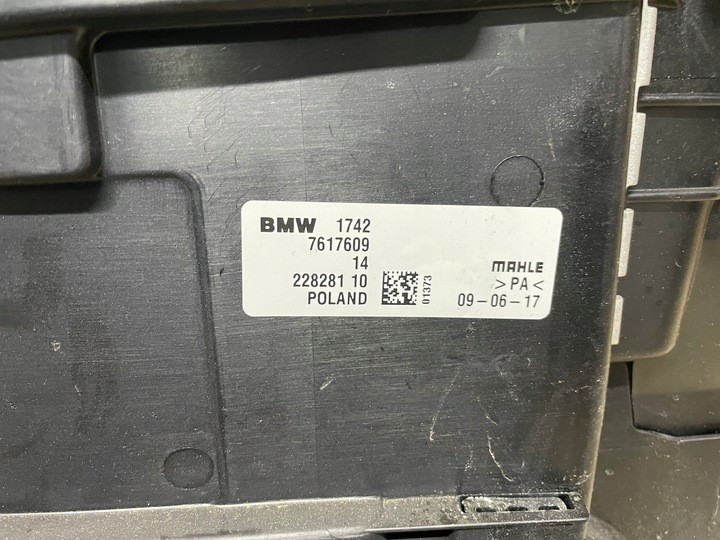 BMW 1742
7617609
14
228281 10
POLAND
01373
MAHLE
>PA<
09-06-17